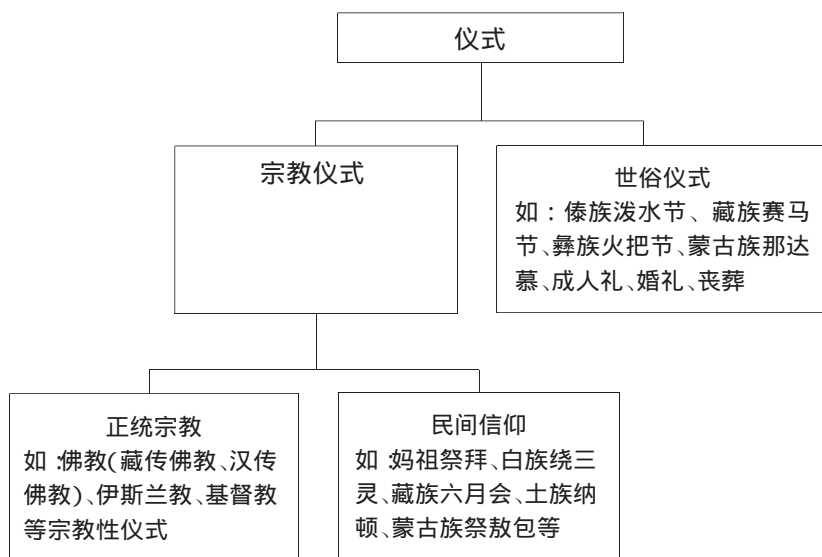 仪式
宗教仪式
世俗仪式
如：傣族泼水节、藏族赛马
节、彝族火把节、蒙古族那达
慕、成人礼、婚礼、丧葬
正统宗教
如:佛教(藏传佛教、汉传
佛教)、伊斯兰教、基督教
等宗教性仪式
民间信仰
如:妈祖祭拜、白族绕三
灵、藏族六月会、土族纳
顿、蒙古族祭敖包等